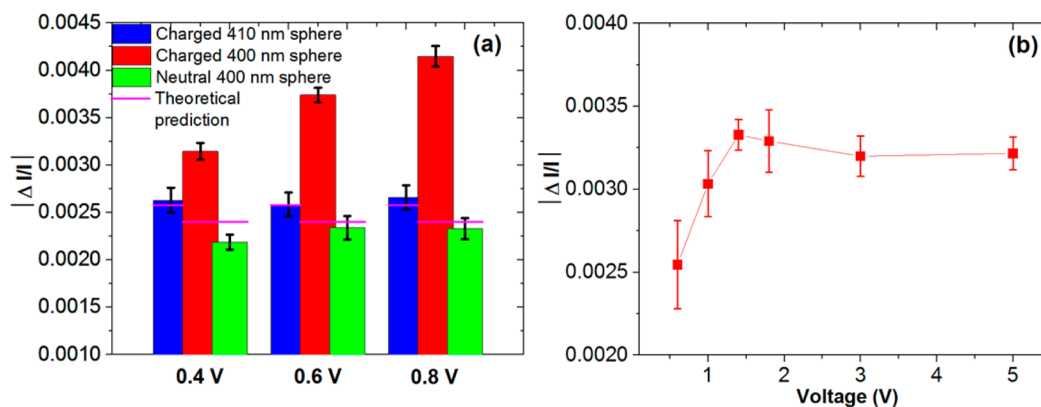 0.0045
0.0040
0.0035
0.0030
0.0025
0.0020
0.0015
0.0010
|Δ I/I|
Charged 410 nm sphere
Charged 400 nm sphere
Neutral 400 nm sphere
Theoretical
prediction
(a)
0.4 V 0.6 V 0.8 V
0.0040
0.0035
0.0030
0.0025
0.0020
|Δ I/I|
(b)
1 2 3 4 5
Voltage (V)